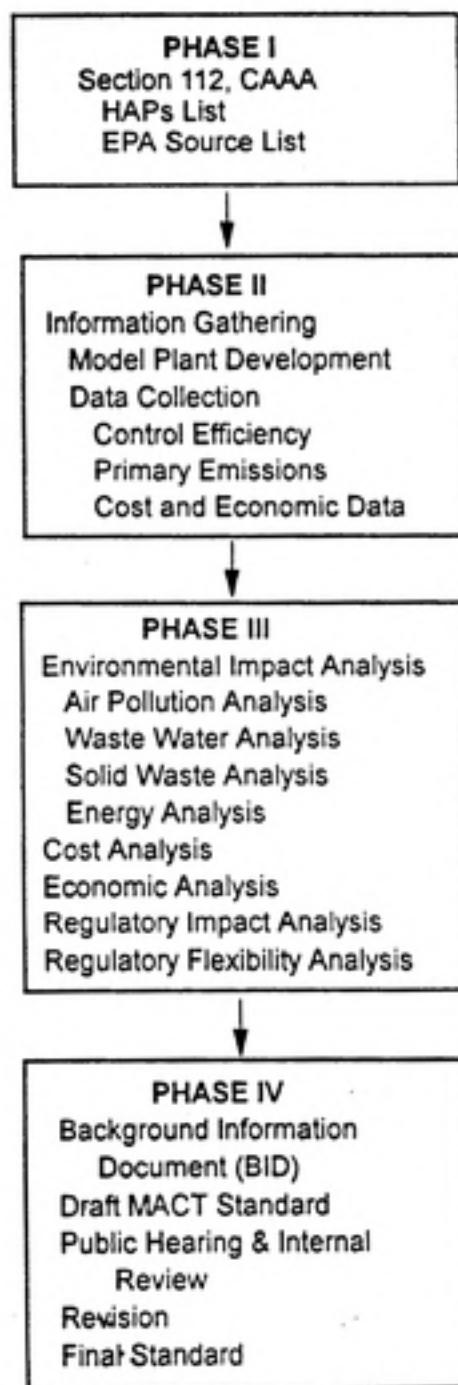 PHASE I
Section 112, CAAA
HAPs List
EPA Source List
PHASE II
Information Gathering
Model Plant Development
Data Collection
Control Efficiency
Primary Emissions
Cost and Economic Data
PHASE III
Environmental Impact Analysis
Air Pollution Analysis
Waste Water Analysis
Solid Waste Analysis
Energy Analysis
Cost Analysis
Economic Analysis
Regulatory Impact Analysis
Regulatory Flexibility Analysis
PHASE IV
Background Information
Document (BID)
Draft MACT Standard
Public Hearing & Internal
Review
Revision
Final Standard